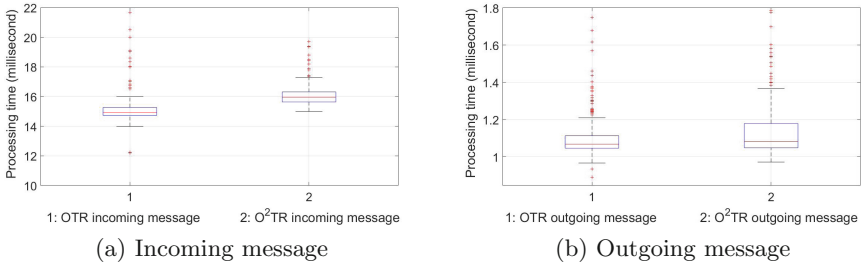 22
20
18
16
14
12
10
Processing time (millisecond)
1
2
1: OTR incoming message
2: O²TR incoming message
(a) Incoming message
1.8
1.6
1.4
1.2
1
Processing time (millisecond)
1
2
1: OTR outgoing message
2: O²TR outgoing message
(b) Outgoing message